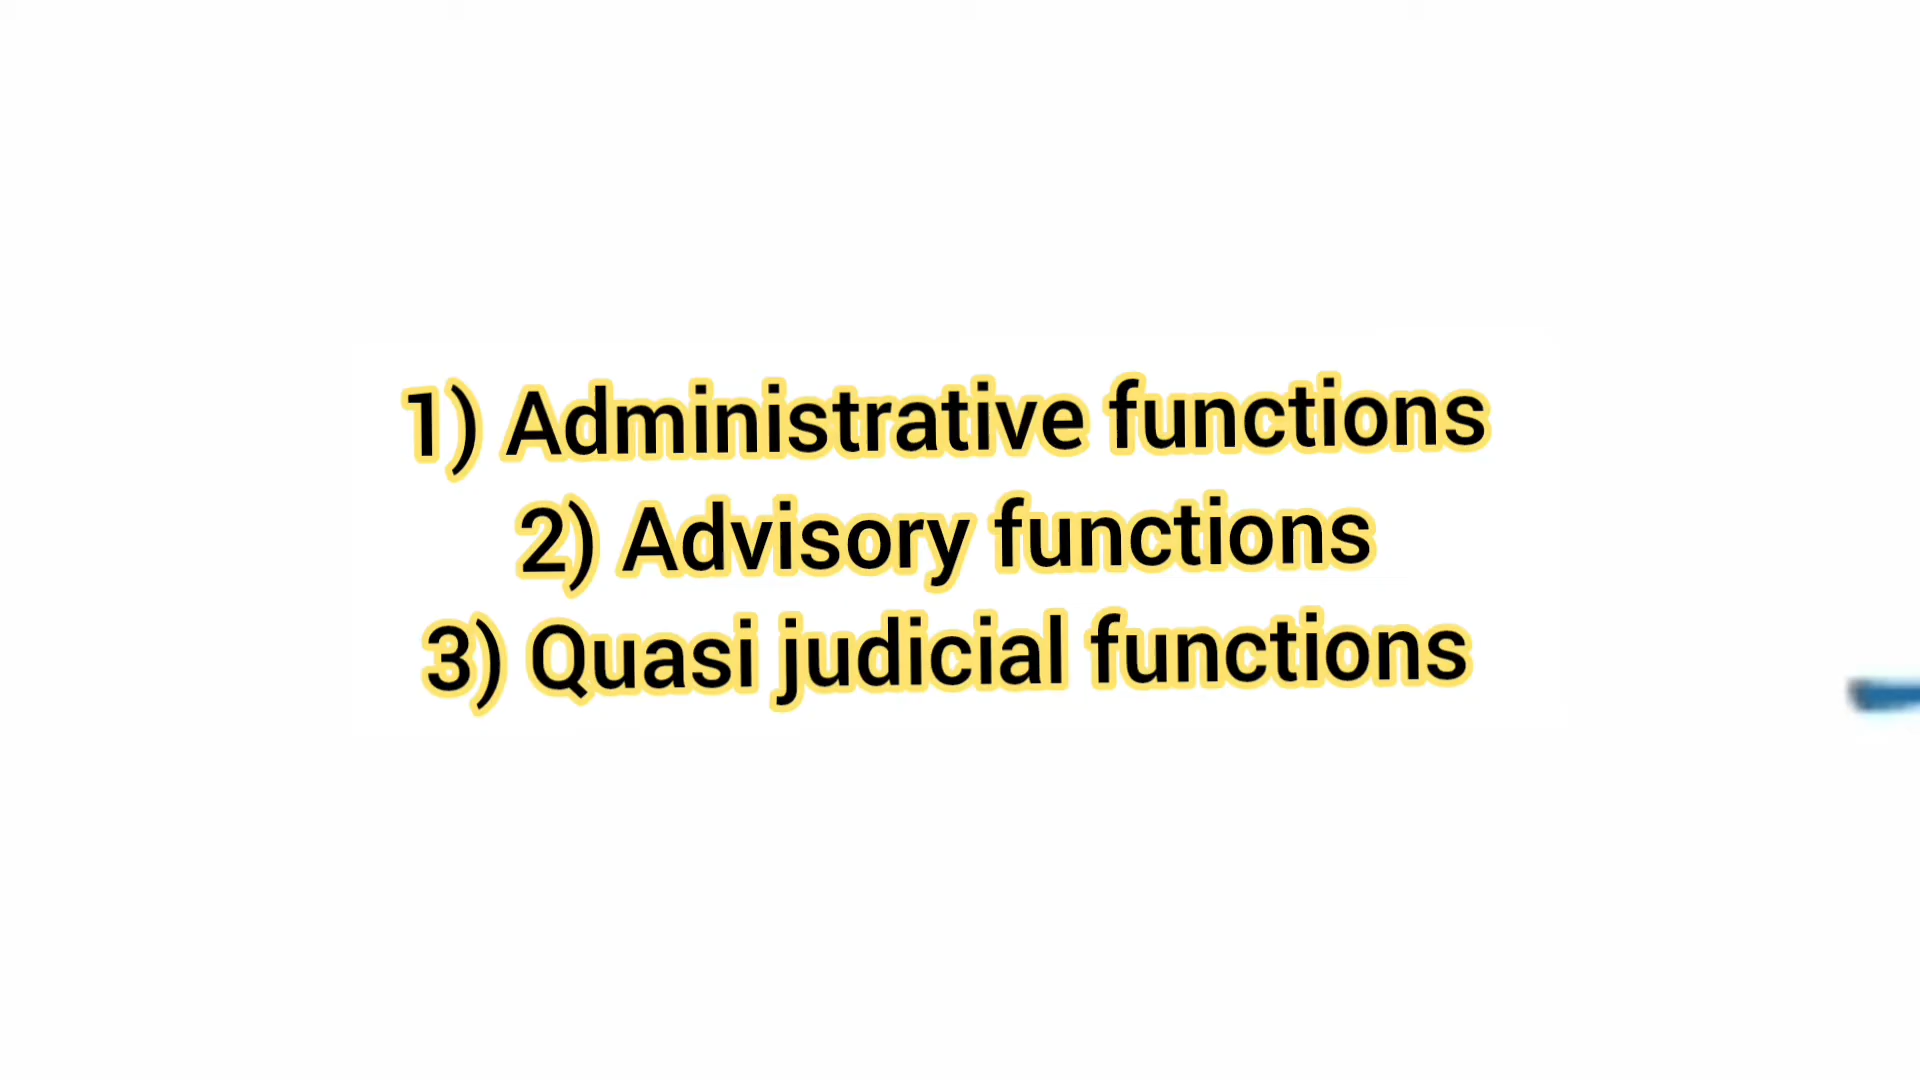 1) Administrative functions
2) Advisory functions
3) Quasi judicial functions